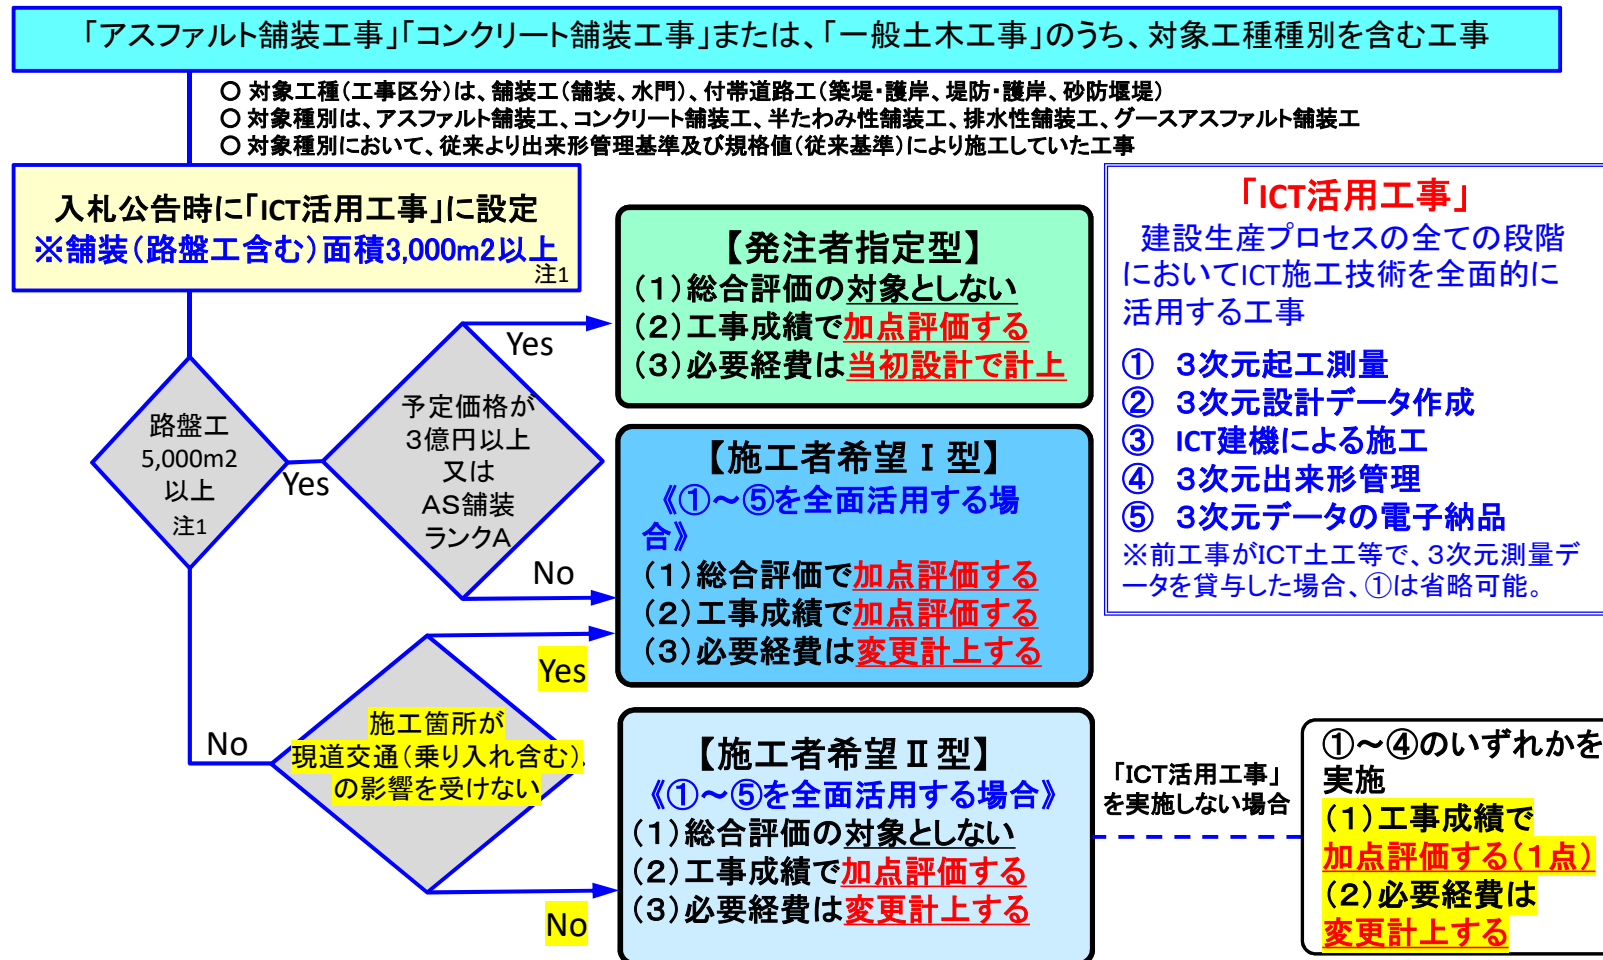 「アスファルト舗装工事」「コンクリート舗装工事」または、「一般土木工事」のうち、対象工種種別を含む工事
○ 対象工種(工事区分)は、舗装工(舗装、水門)、付帯道路工(築堤・護岸、堤防・護岸、砂防堰堤)
○ 対象種別は、アスファルト舗装工、コンクリート舗装工、半たわみ性舗装工、排水性舗装工、グースアスファルト舗装工
○ 対象種別において、従来より出来形管理基準及び規格値(従来基準)により施工していた工事
入札公告時に「ICT活用工事」に設定
※舗装(路盤工含む)面積3,000m2以上
注1
路盤工
5,000m2
以上
注1
Yes
No
予定価格が
3億円以上
又は
AS舗装
ランクA
Yes
No
施工箇所が
現道交通(乗り入れ含む)
の影響を受けない
Yes
No
【発注者指定型】
(1)総合評価の対象としない
(2)工事成績で加点評価する
(3)必要経費は当初設計で計上
【施工者希望Ⅰ型】
《①~⑤を全面活用する場
合》
(1)総合評価で加点評価する
(2)工事成績で加点評価する
(3)必要経費は変更計上する
【施工者希望Ⅱ型】
《①~⑤を全面活用する場合》
(1)総合評価の対象としない
(2)工事成績で加点評価する
(3)必要経費は変更計上する
「ICT活用工事」
建設生産プロセスの全ての段階
においてICT施工技術を全面的に
活用する工事
① 3次元起工測量
② 3次元設計データ作成
③ ICT建機による施工
④ 3次元出来形管理
⑤ 3次元データの電子納品
※前工事がICT土工等で、3次元測量デ
ータを貸与した場合、①は省略可能。
「ICT活用工事」
を実施しない場合
①~④のいずれかを
実施
(1)工事成績で
加点評価する(1点)
(2)必要経費は
変更計上する